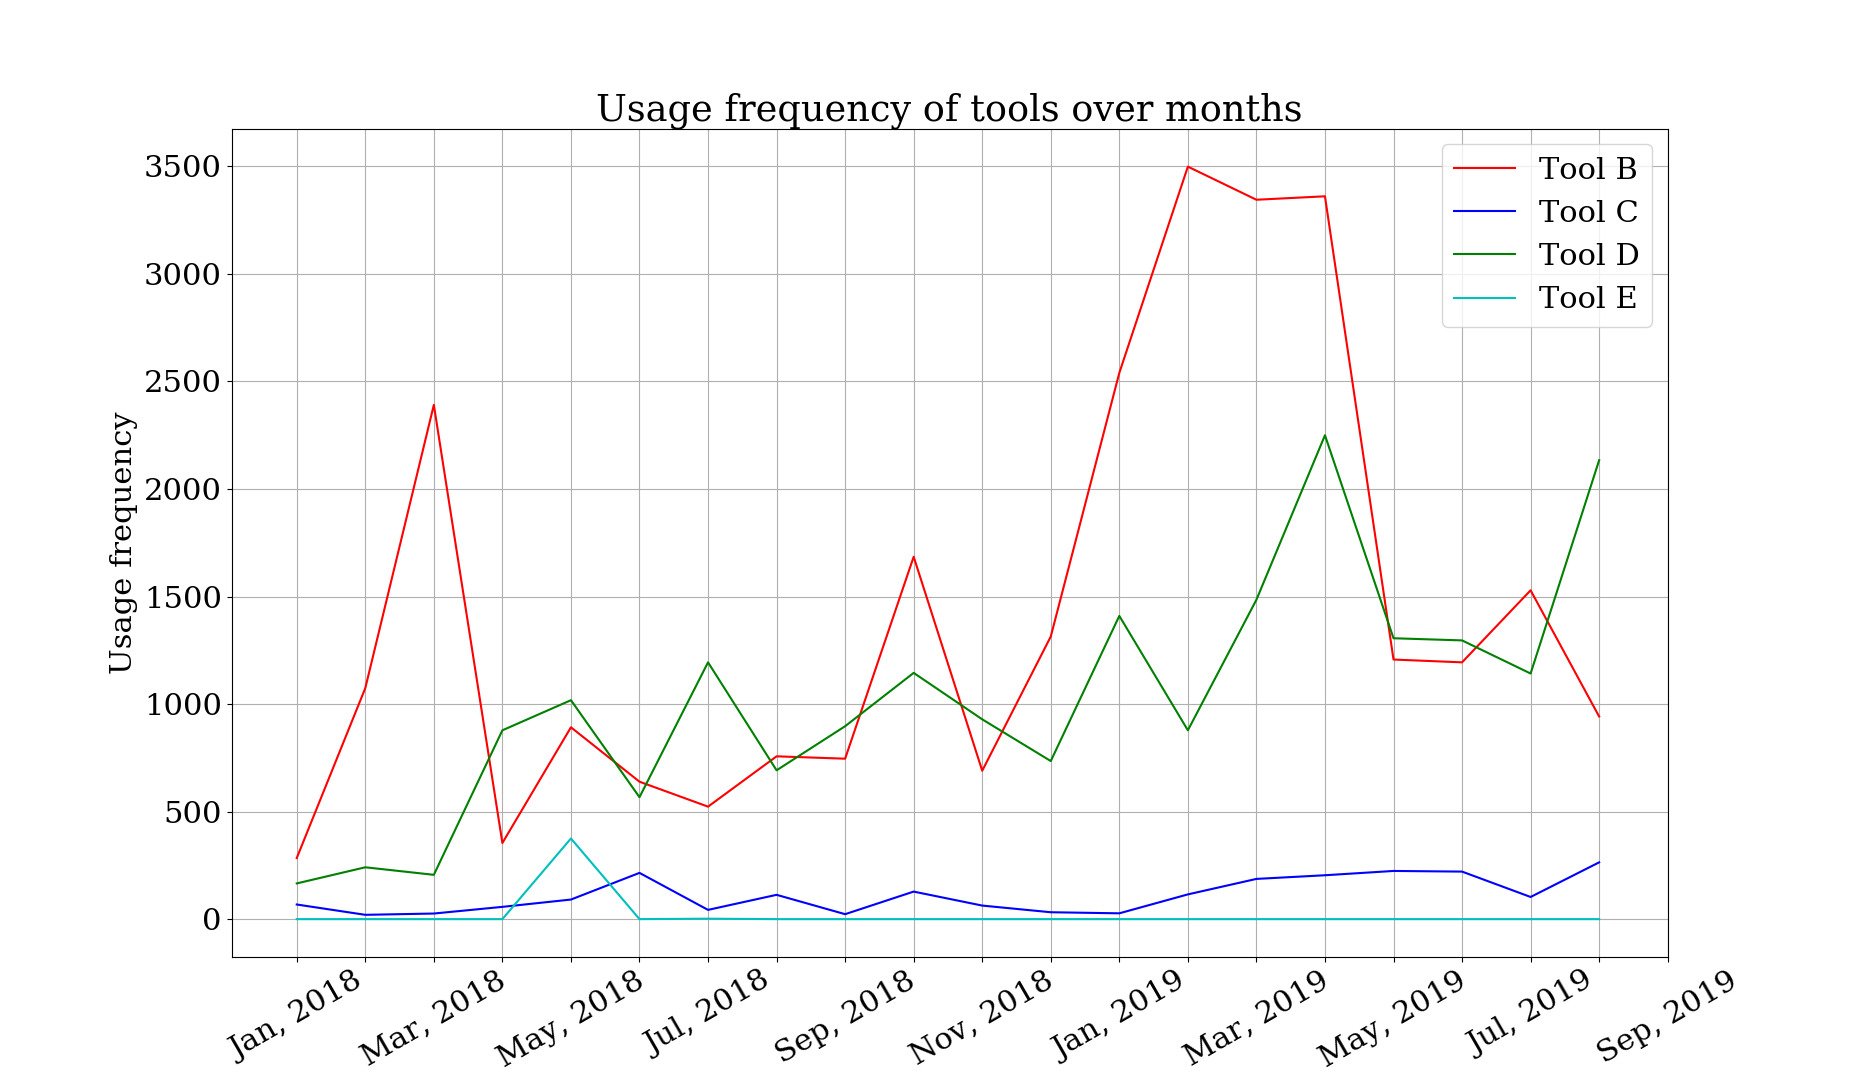 Usage frequency of tools over months
3500
3000
2500
2000
1500
1000
500
0
Usage frequency
Tool B
Tool C
Tool D
Tool E
Jan, 2018
Mar, 2018
May, 2018
Jul, 2018
Sep, 2018
Nov, 2018
Jan, 2019
Mar, 2019
May, 2019
Jul, 2019
Sep, 2019